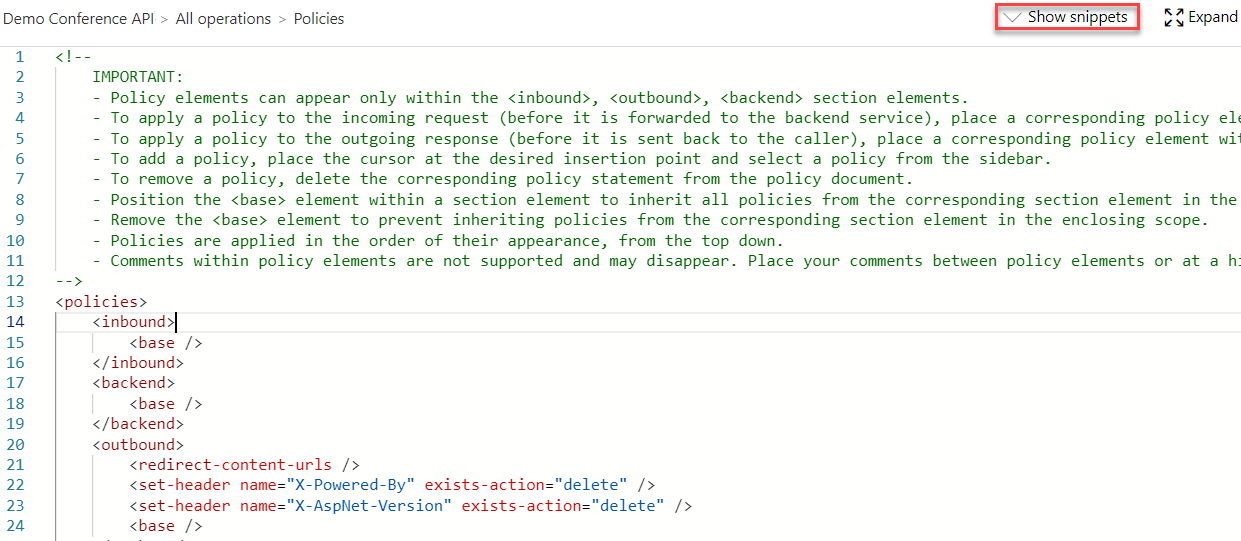 Demo Conference API > All operations > Policies
Show snippets
Expand
1 <!--
2 IMPORTANT:
3 - Policy elements can appear only within the <inbound>, <outbound>, <backend> section elements.
4 - To apply a policy to the incoming request (before it is forwarded to the backend service), place a corresponding policy ele
5 - To apply a policy to the outgoing response (before it is sent back to the caller), place a corresponding policy element wit
6 - To add a policy, place the cursor at the desired insertion point and select a policy from the sidebar.
7 - To remove a policy, delete the corresponding policy statement from the policy document.
8 - Position the <base> element within a section element to inherit all policies from the corresponding section element in the
9 - Remove the <base> element to prevent inheriting policies from the corresponding section element in the enclosing scope.
10 - Policies are applied in the order of their appearance, from the top down.
11 - Comments within policy elements are not supported and may disappear. Place your comments between policy elements or at a hi
12 -->
13 <policies>
14 <inbound>
15 <base />
16 </inbound>
17 <backend>
18 <base />
19 </backend>
20 <outbound>
21 <redirect-content-urls />
22 <set-header name="X-Powered-By" exists-action="delete" />
23 <set-header name="X-AspNet-Version" exists-action="delete" />
24 <base />